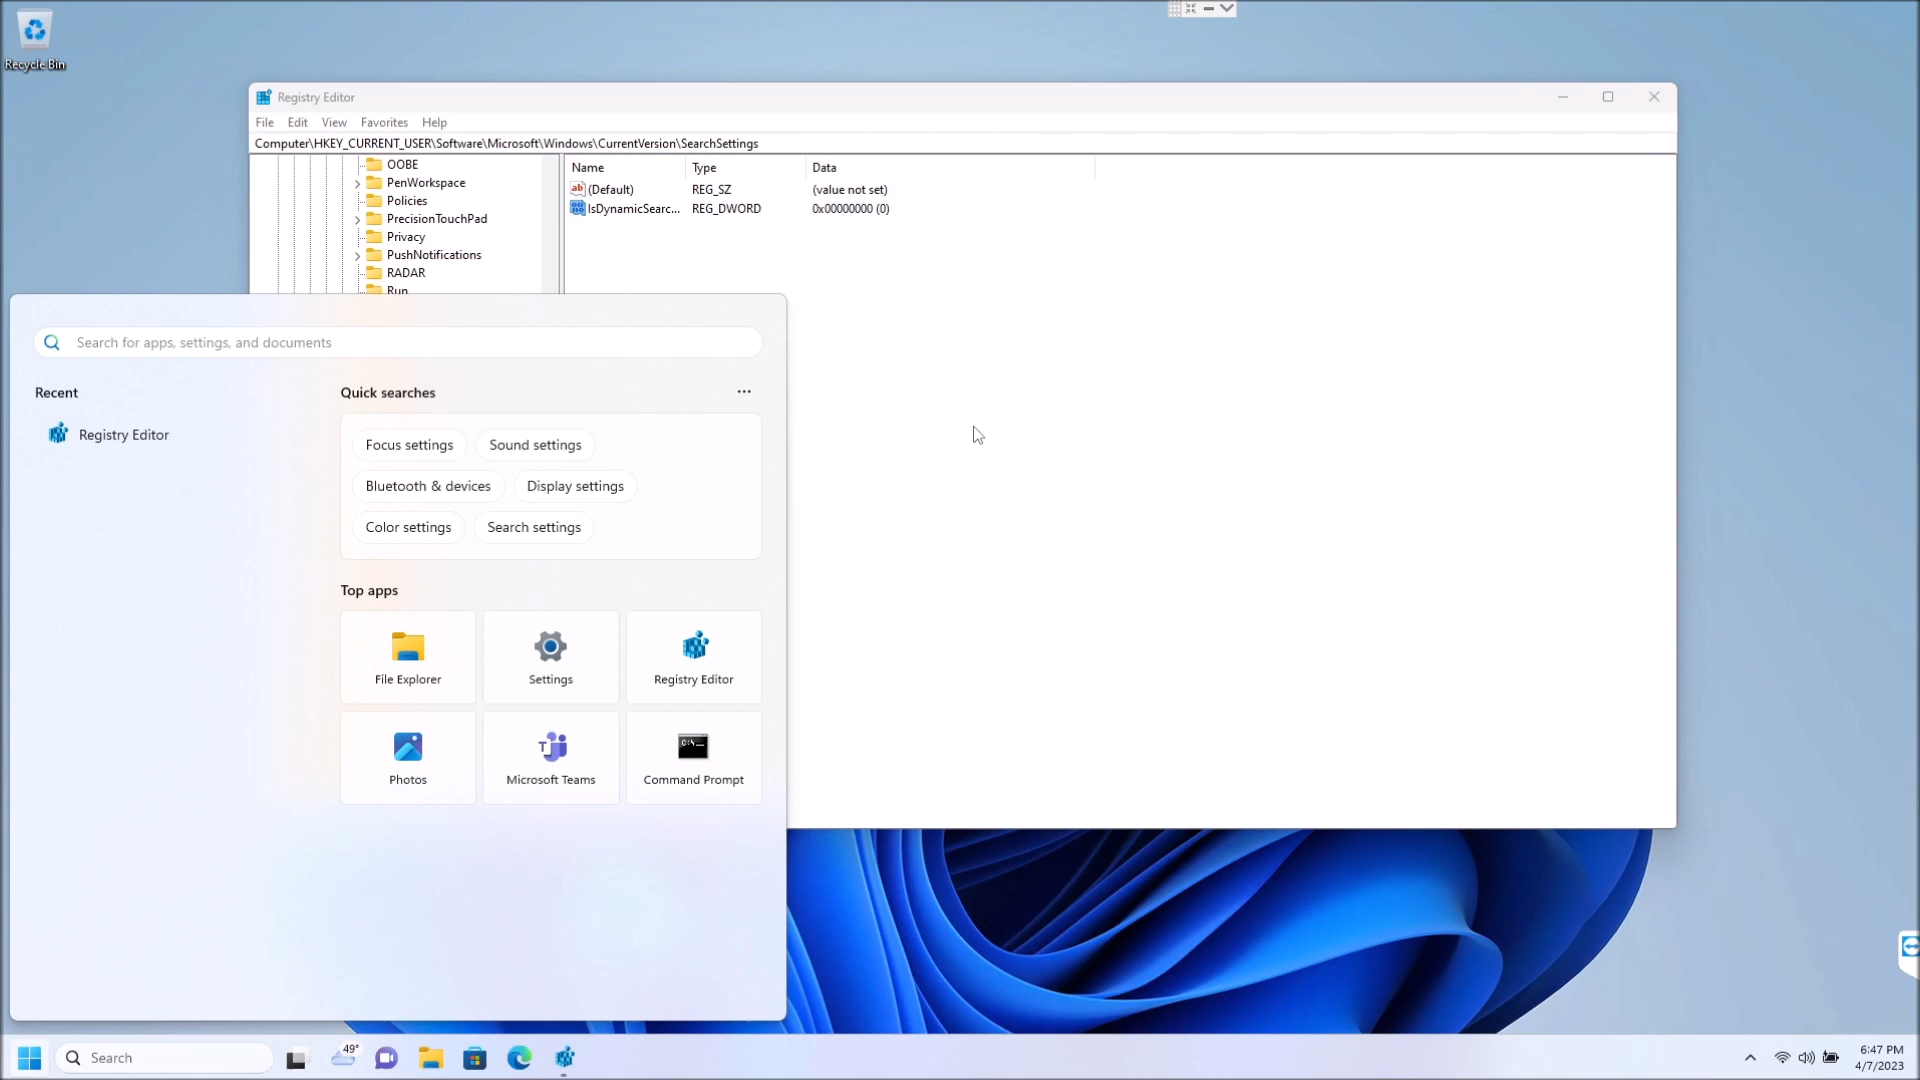 Recycle Bin
Registry Editor
File Edit View Favorites Help
Computer\HKEY_CURRENT_USER\Software\Microsoft\Windows\CurrentVersion\SearchSettings
OOBE
PenWorkspace
Policies
PrecisionTouchPad
Privacy
PushNotifications
RADAR
Run
Name Type Data
(Default) REG_SZ (value not set)
IsDynamicSearc... REG_DWORD 0x00000000 (0)
Search for apps, settings, and documents
Recent
Registry Editor
Quick searches
Focus settings Sound settings
Bluetooth & devices Display settings
Color settings Search settings
Top apps
File Explorer Settings Registry Editor
Photos Microsoft Teams Command Prompt
Search
49°
6:47 PM
4/7/2023